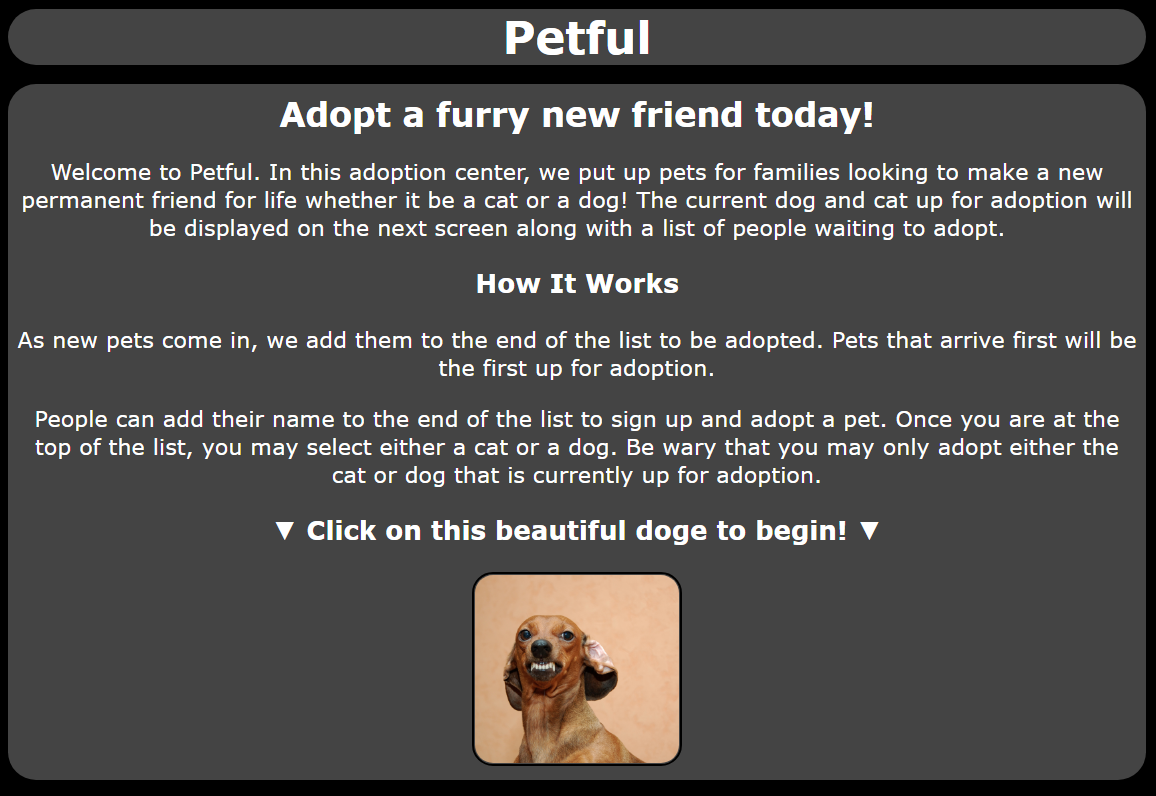 Petful
Adopt a furry new friend today!
Welcome to Petful. In this adoption center, we put up pets for families looking to make a new
permanent friend for life whether it be a cat or a dog! The current dog and cat up for adoption will
be displayed on the next screen along with a list of people waiting to adopt.
How It Works
As new pets come in, we add them to the end of the list to be adopted. Pets that arrive first will be
the first up for adoption.
People can add their name to the end of the list to sign up and adopt a pet. Once you are at the
top of the list, you may select either a cat or a dog. Be wary that you may only adopt either the
cat or dog that is currently up for adoption.
▼ Click on this beautiful doge to begin! ▼